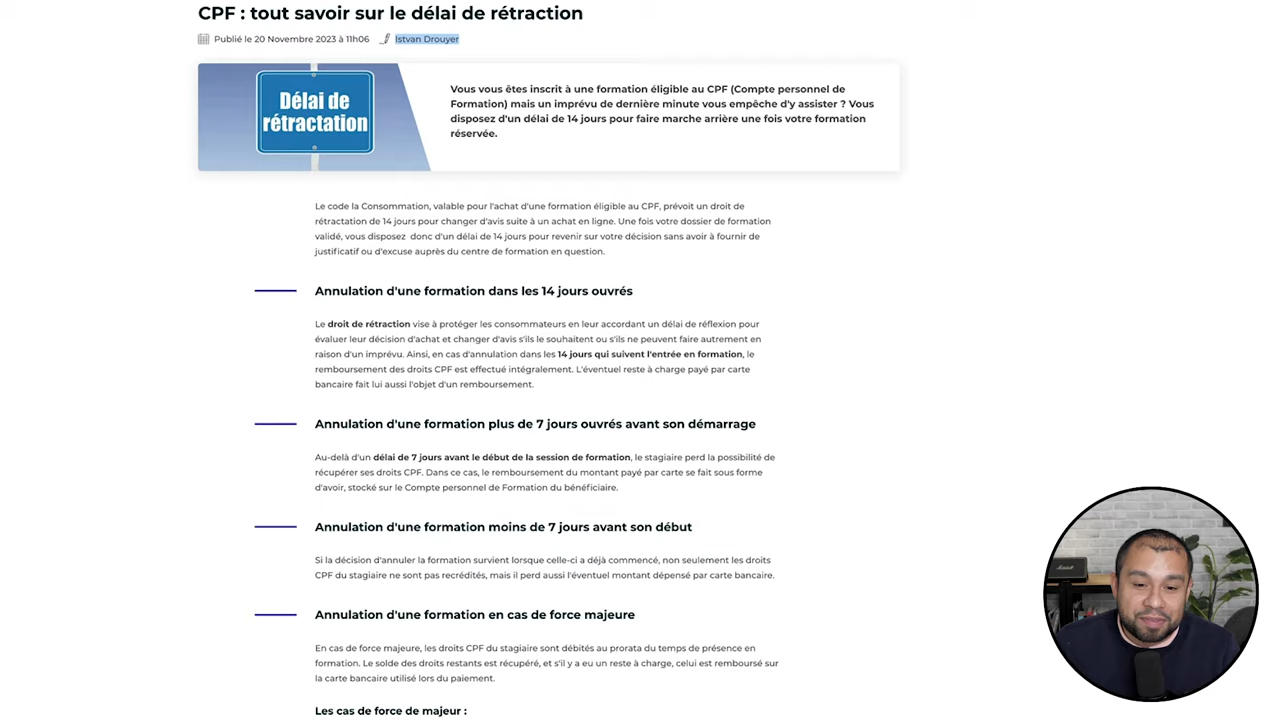 CPF : tout savoir sur le délai de rétraction
Publié le 20 Novembre 2023 à 11h06 Istvan Drouyer
Délai de
rétractation
Vous vous êtes inscrit à une formation éligible au CPF (Compte personnel de
Formation) mais un imprévu de dernière minute vous empêche d'y assister ? Vous
disposez d'un délai de 14 jours pour faire marche arrière une fois votre formation
réservée.
Le code la Consommation, valable pour l'achat d'une formation éligible au CPF, prévoit un droit de
rétractation de 14 jours pour changer d'avis suite à un achat en ligne. Une fois votre dossier de formation
validé, vous disposez donc d'un délai de 14 jours pour revenir sur votre décision sans avoir à fournir de
justificatif ou d'excuse auprès du centre de formation en question.
Annulation d'une formation dans les 14 jours ouvrés
Le droit de rétraction vise à protéger les consommateurs en leur accordant un délai de réflexion pour
évaluer leur décision d'achat et changer d'avis s'ils le souhaitent ou s'ils ne peuvent faire autrement en
raison d'un imprévu. Ainsi, en cas d'annulation dans les 14 jours qui suivent l'entrée en formation, le
remboursement des droits CPF est effectué intégralement. L'éventuel reste à charge payé par carte
bancaire fait lui aussi l'objet d'un remboursement.
Annulation d'une formation plus de 7 jours ouvrés avant son démarrage
Au-delà d'un délai de 7 jours avant le début de la session de formation, le stagiaire perd la possibilité de
récupérer ses droits CPF. Dans ce cas, le remboursement du montant payé par carte se fait sous forme
d'avoir, stocké sur le Compte personnel de Formation du bénéficiaire.
Annulation d'une formation moins de 7 jours avant son début
Si la décision d'annuler la formation survient lorsque celle-ci a déjà commencé, non seulement les droits
CPF du stagiaire ne sont pas recrédités, mais il perd aussi l'éventuel montant dépensé par carte bancaire.
Annulation d'une formation en cas de force majeure
En cas de force majeure, les droits CPF du stagiaire sont débités au prorata du temps de présence en
formation. Le solde des droits restants est récupéré, et s'il y a eu un reste à charge, celui est remboursé sur
la carte bancaire utilisé lors du paiement.
Les cas de force de majeur :
Marshall